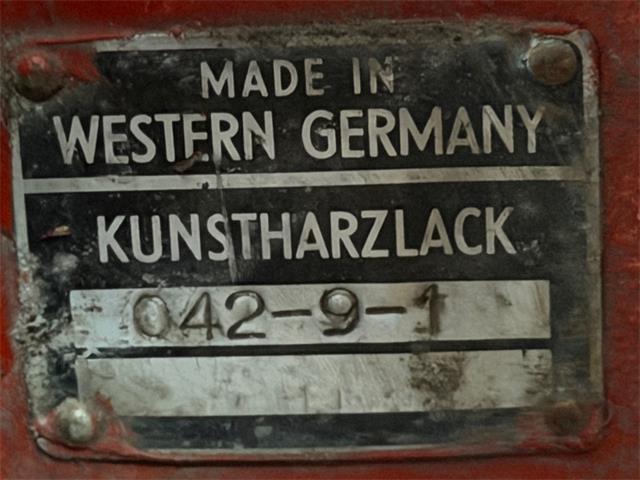 MADE IN
WESTERN GERMANY
KUNSTHARZLACK
042-9-1